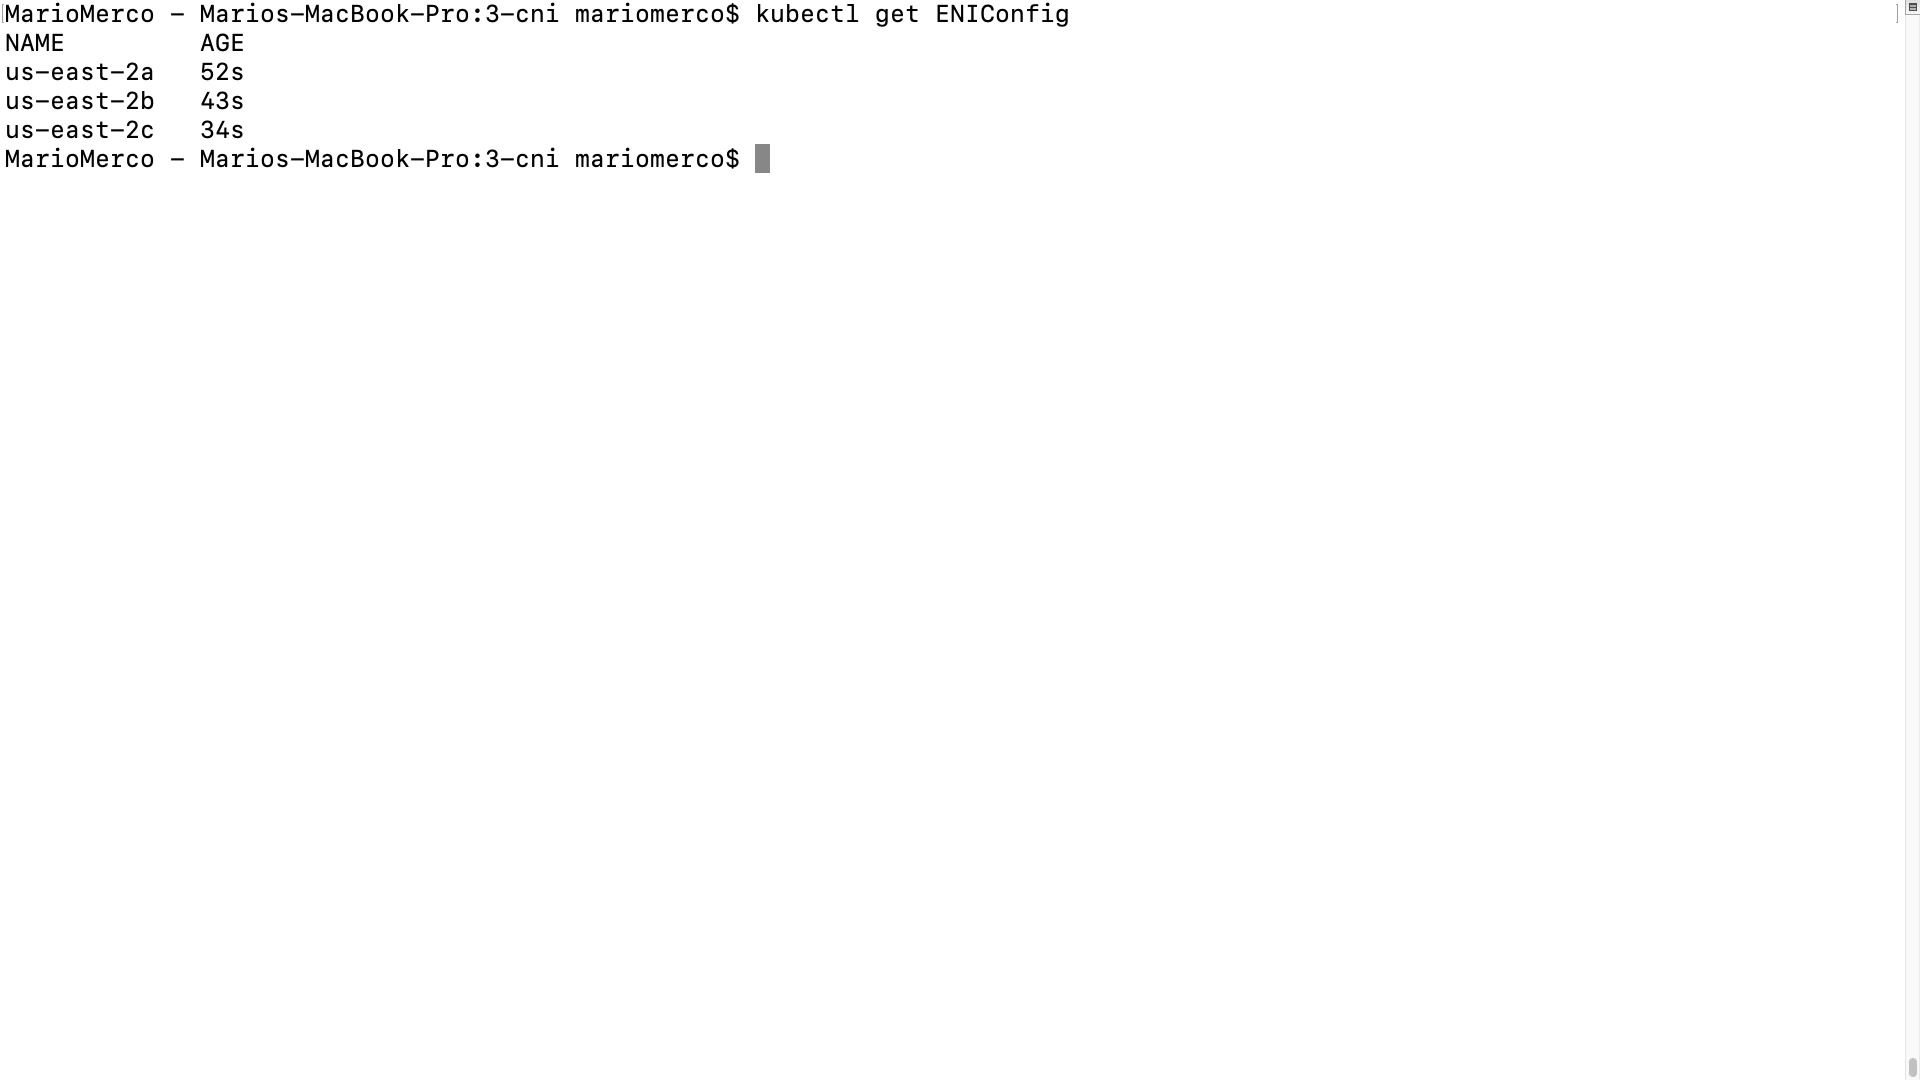 MarioMerco - Marios-MacBook-Pro:3-cni mariomerco$ kubectl get ENIConfig
NAME         AGE
us-east-2a   52s
us-east-2b   43s
us-east-2c   34s
MarioMerco - Marios-MacBook-Pro:3-cni mariomerco$